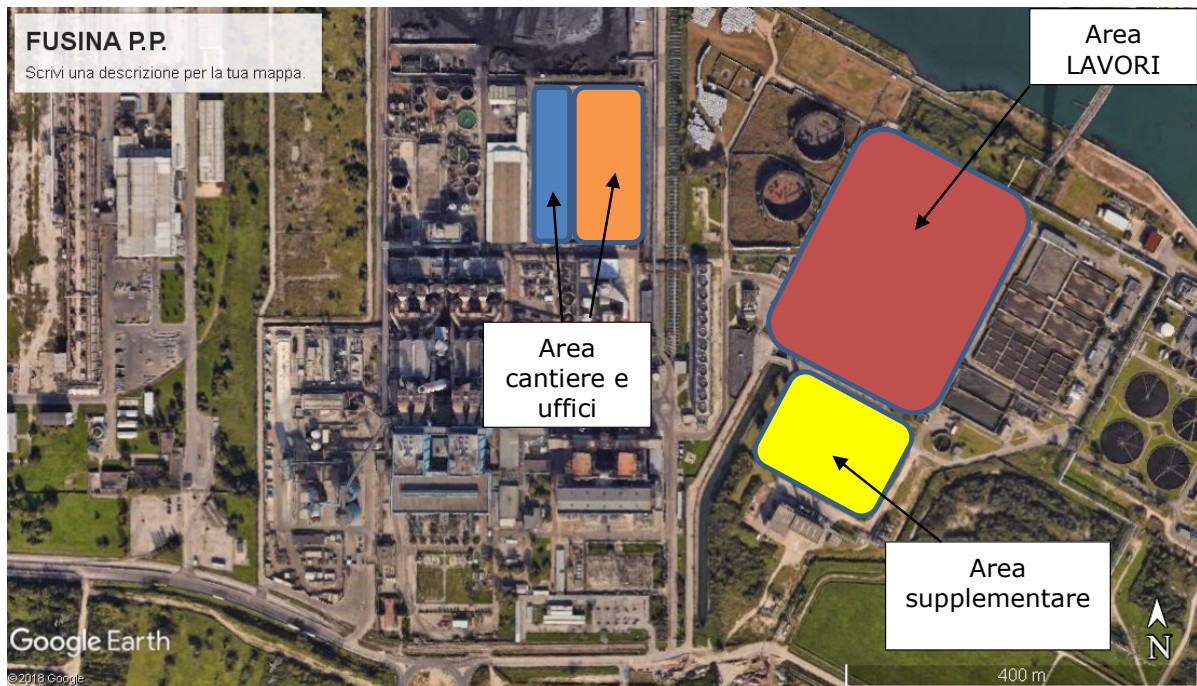 FUSINA P.P.
Scrivi una descrizione per la tua mappa.
Area
LAVORI
Area
cantiere e
uffici
Area
supplementare
N
Google Earth
©2018 Google
400 m